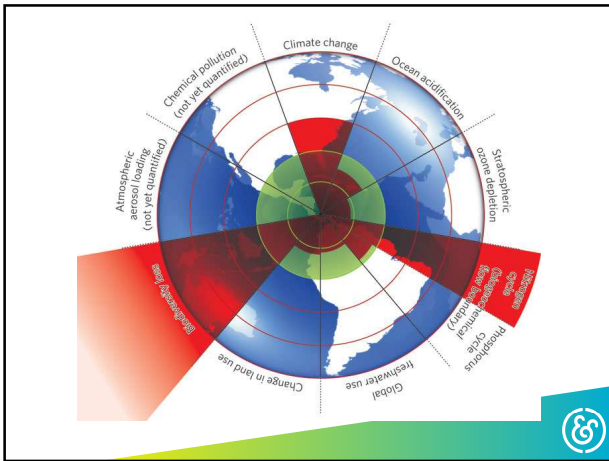 Climate change
Ocean acidification
Stratospheric
ozone depletion
Nitrogen
cycle
(biogeochemical
flow boundary)
Phosphorus
cycle
Global
freshwater use
Change in land use
Biodiversity loss
Atmospheric
aerosol loading
(not yet quantified)
Chemical pollution
(not yet quantified)
&